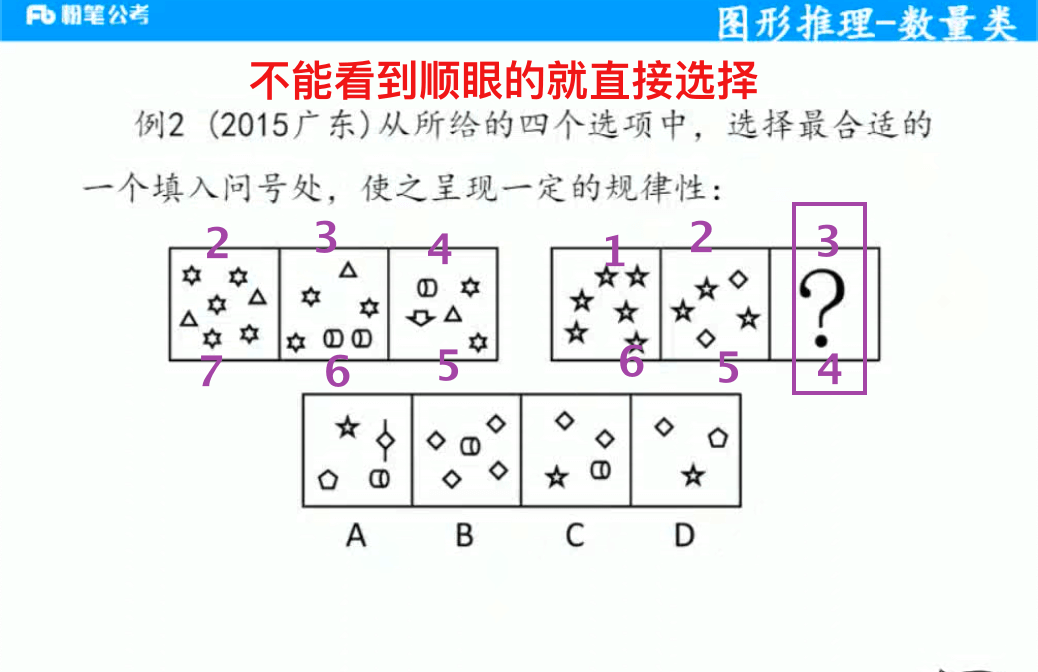 粉笔公考
图形推理-数量类
不能看到顺眼的就直接选择
例2 (2015广东)从所给的四个选项中，选择最合适的
一个填入问号处，使之呈现一定的规律性：
2 3 4 1 2 3
?
7 6 5 6 5 4
A B C D